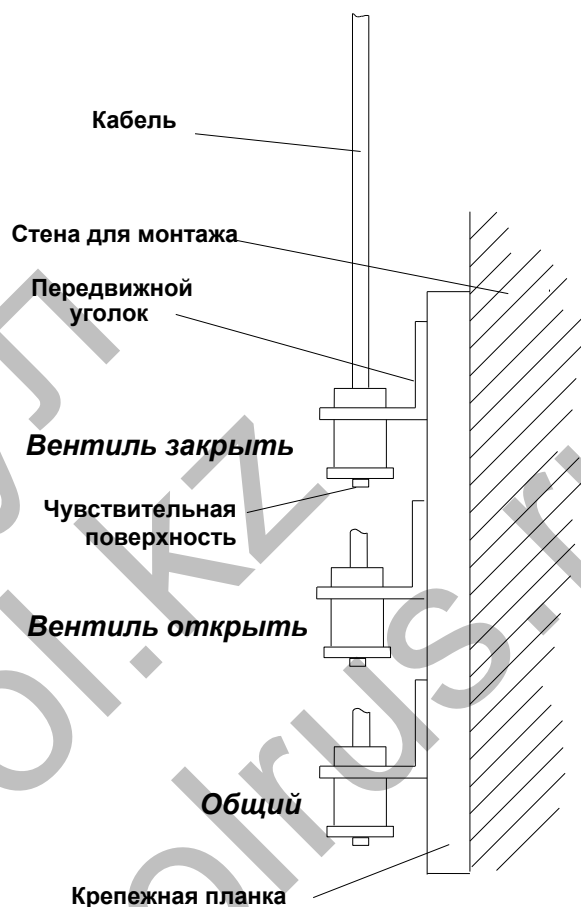 Кабель
Стена для монтажа
Передвижной
уголок
Вентиль закрыть
Чувствительная
поверхность
Вентиль открыть
Общий
Крепежная планка